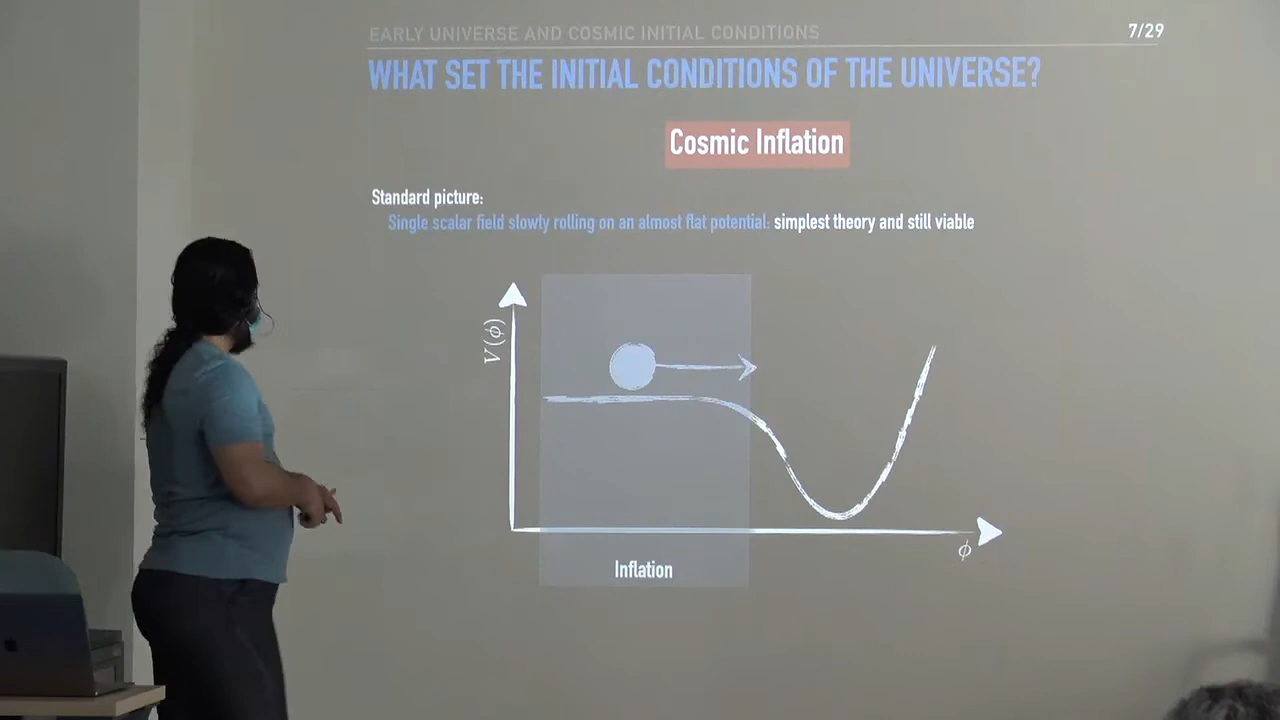 EARLY UNIVERSE AND COSMIC INITIAL CONDITIONS
7/29
WHAT SET THE INITIAL CONDITIONS OF THE UNIVERSE?
Cosmic Inflation
Standard picture:
Single scalar field slowly rolling on an almost flat potential: simplest theory and still viable
V(ϕ)
ϕ
Inflation